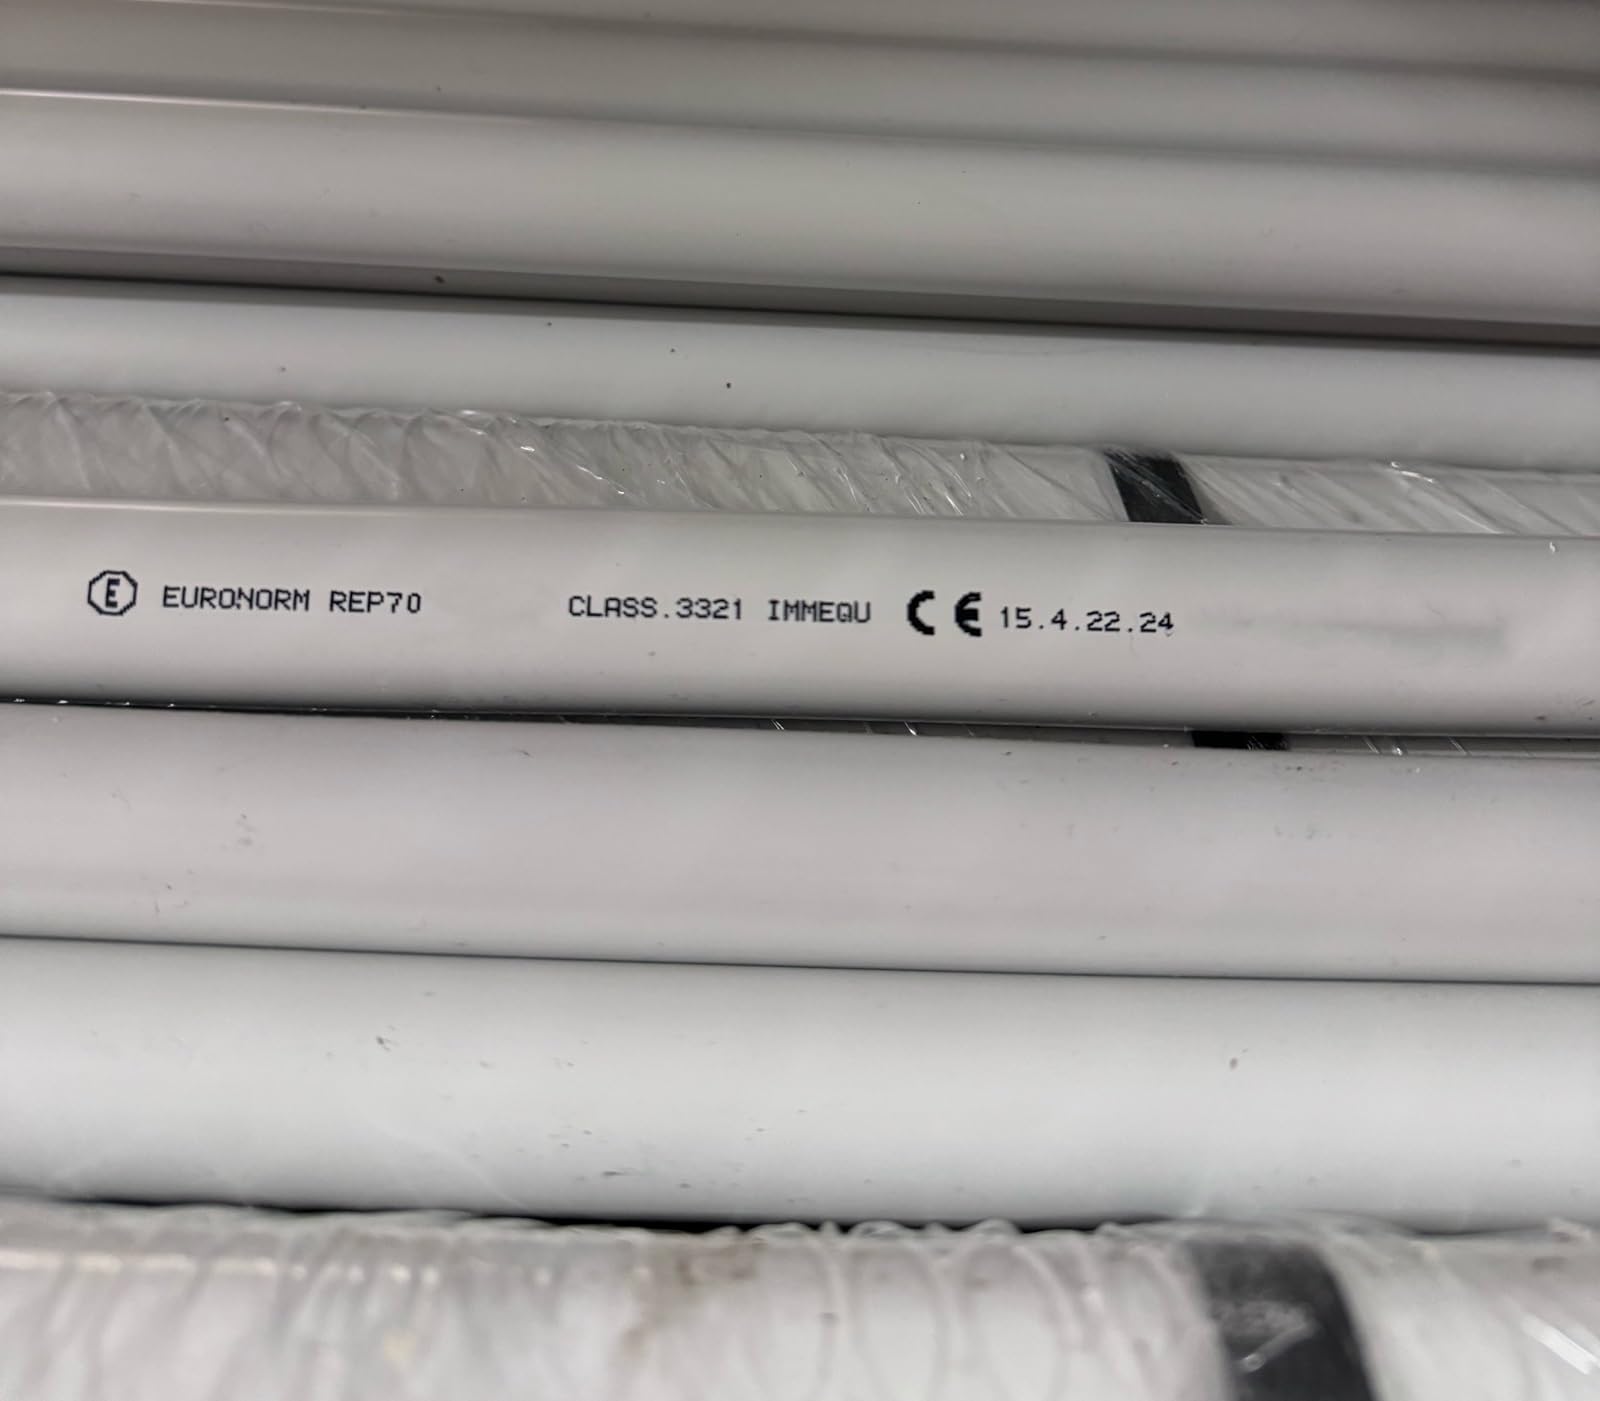 E EURONORM REP70 CLASS.3321 IMMEQU CE 15.4.22.24